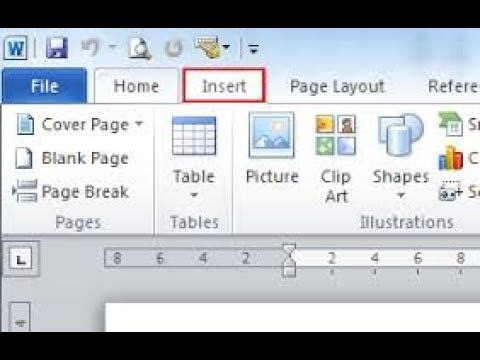 W
File Home Insert Page Layout Refere
Cover Page
Blank Page
Page Break
Table
Picture
Clip
Art
Shapes
Pages Tables Illustrations
L
8 6 4 2 2 4 6 8